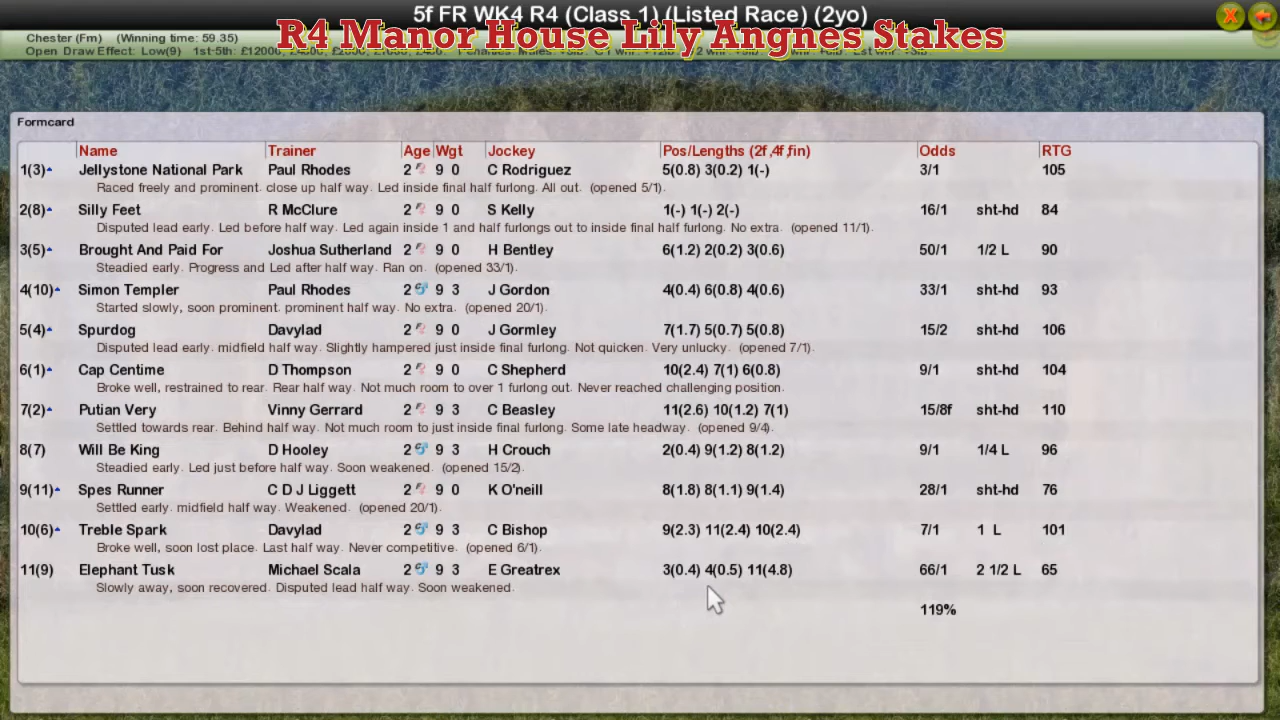 5f FR WK4 R4 (Class 1) (Listed Race) (2yo)
R4 Manor House Lily Angnes Stakes
Chester (Fm) (Winning time: 59.35)
Open Draw Effect: Low(9) 1st-5th: £12000,
Formcard
Name Trainer Age Wgt Jockey Pos/Lengths (2f,4f,fin) Odds RTG
1(3) Jellystone National Park Paul Rhodes 2 9 0 C Rodriguez 5(0.8) 3(0.2) 1(-) 3/1 105
Raced freely and prominent. close up half way. Led inside final half furlong. All out. (opened 5/1).
2(8) Silly Feet R McClure 2 9 0 S Kelly 1(-) 1(-) 2(-) 16/1 sht-hd 84
Disputed lead early. Led before half way. Led again inside 1 and half furlongs out to inside final half furlong. No extra. (opened 11/1).
3(5) Brought And Paid For Joshua Sutherland 2 9 0 H Bentley 6(1.2) 2(0.2) 3(0.6) 50/1 1/2 L 90
Steadied early. Progress and Led after half way. Ran on. (opened 33/1).
4(10) Simon Templer Paul Rhodes 2 9 3 J Gordon 4(0.4) 6(0.8) 4(0.6) 33/1 sht-hd 93
Started slowly, soon prominent. prominent half way. No extra. (opened 20/1).
5(4) Spurdog Davylad 2 9 0 J Gormley 7(1.7) 5(0.7) 5(0.8) 15/2 sht-hd 106
Disputed lead early. midfield half way. Slightly hampered just inside final furlong. Not quicken. Very unlucky. (opened 7/1).
6(1) Cap Centime D Thompson 2 9 0 C Shepherd 10(2.4) 7(1) 6(0.8) 9/1 sht-hd 104
Broke well, restrained to rear. Rear half way. Not much room to over 1 furlong out. Never reached challenging position.
7(2) Putian Very Vinny Gerrard 2 9 3 C Beasley 11(2.6) 10(1.2) 7(1) 15/8f sht-hd 110
Settled towards rear. Behind half way. Not much room to just inside final furlong. Some late headway. (opened 9/4).
8(7) Will Be King D Hooley 2 9 3 H Crouch 2(0.4) 9(1.2) 8(1.2) 9/1 1/4 L 96
Steadied early. Led just before half way. Soon weakened. (opened 15/2).
9(11) Spes Runner C D J Liggett 2 9 0 K O'neill 8(1.8) 8(1.1) 9(1.4) 28/1 sht-hd 76
Settled early. midfield half way. Weakened. (opened 20/1).
10(6) Treble Spark Davylad 2 9 3 C Bishop 9(2.3) 11(2.4) 10(2.4) 7/1 1 L 101
Broke well, soon lost place. Last half way. Never competitive. (opened 6/1).
11(9) Elephant Tusk Michael Scala 2 9 3 E Greatrex 3(0.4) 4(0.5) 11(4.8) 66/1 2 1/2 L 65
Slowly away, soon recovered. Disputed lead half way. Soon weakened.
119%